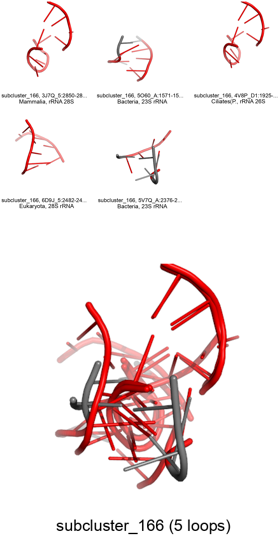 subcluster_166, 3J7Q_5:2850-28...
Mammalia, rRNA 28S
subcluster_166, 5O60_A:1571-15...
Bacteria, 23S rRNA
subcluster_166, 4V8P_D1:1925-...
Ciliates(P., rRNA 26S
subcluster_166, 6D9J_5:2482-24...
Eukaryota, 28S rRNA
subcluster_166, 5V7Q_A:2376-2...
Bacteria, 23S rRNA
subcluster_166 (5 loops)